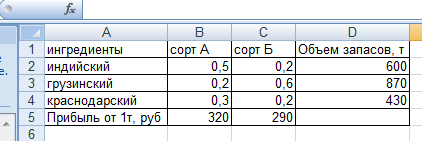 fx
A B C D
1 ингредиенты сорт А сорт Б Объем запасов, т
2 индийский 0,5 0,2 600
3 грузинский 0,2 0,6 870
4 краснодарский 0,3 0,2 430
5 Прибыль от 1т, руб 320 290
6